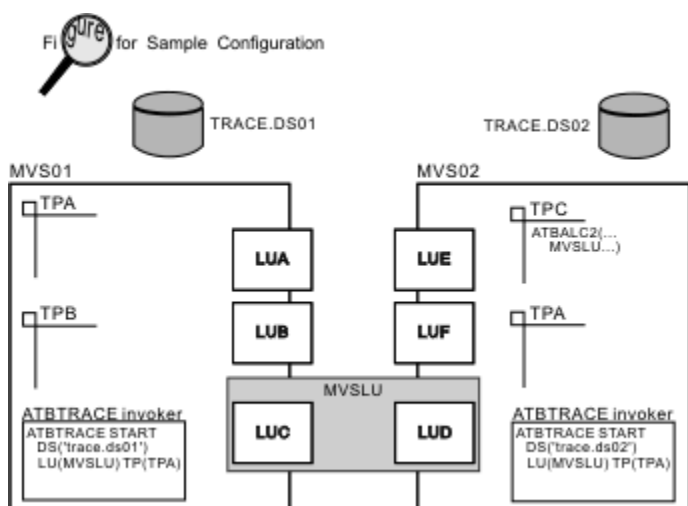 Figure for Sample Configuration
TRACE.DS01
TRACE.DS02
MVS01
MVS02
TPA
TPC
ATBALC2(...
MVSLU...)
LUA
LUE
TPB
LUB
LUF
TPA
MVSLU
LUC
LUD
ATBTRACE invoker
ATBTRACE START
DS('trace.ds01')
LU(MVSLU) TP(TPA)
ATBTRACE invoker
ATBTRACE START
DS('trace.ds02')
LU(MVSLU) TP(TPA)